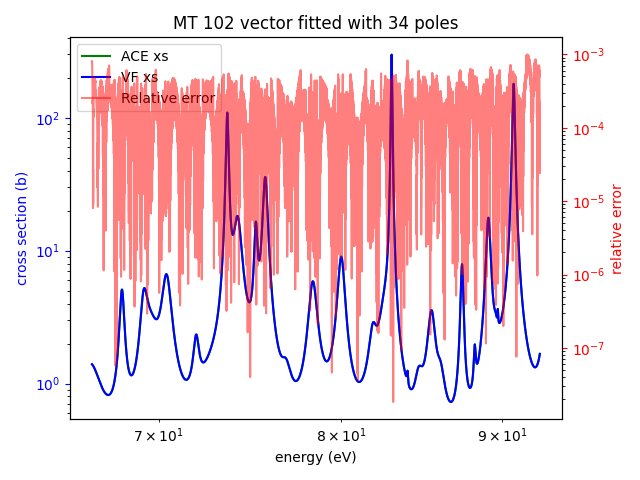 MT 102 vector fitted with 34 poles
ACE xs
VF xs
Relative error
cross section (b)
10²
10¹
10⁰
relative error
10⁻³
10⁻⁴
10⁻⁵
10⁻⁶
10⁻⁷
7 × 10¹
8 × 10¹
9 × 10¹
energy (eV)